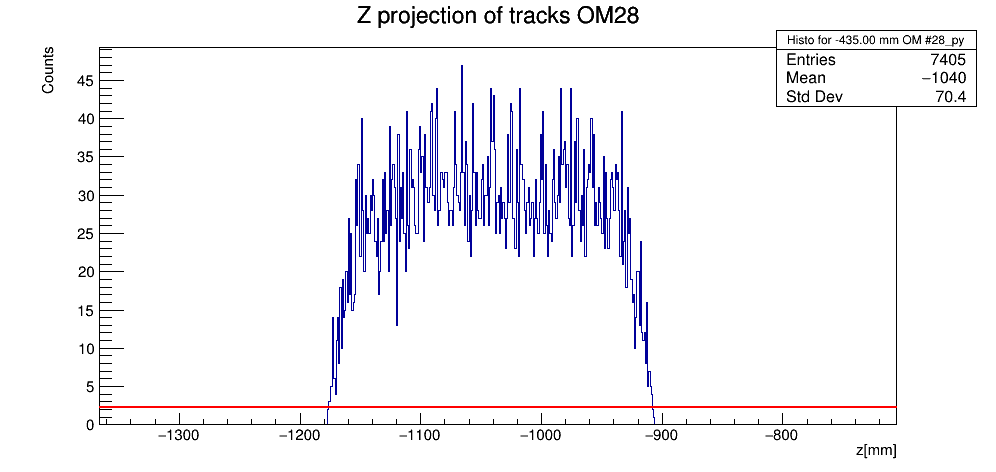 Z projection of tracks OM28
Histo for -435.00 mm OM #28_py
Entries 7405
Mean −1040
Std Dev 70.4
Counts
45
40
35
30
25
20
15
10
5
0
−1300 −1200 −1100 −1000 −900 −800
z[mm]